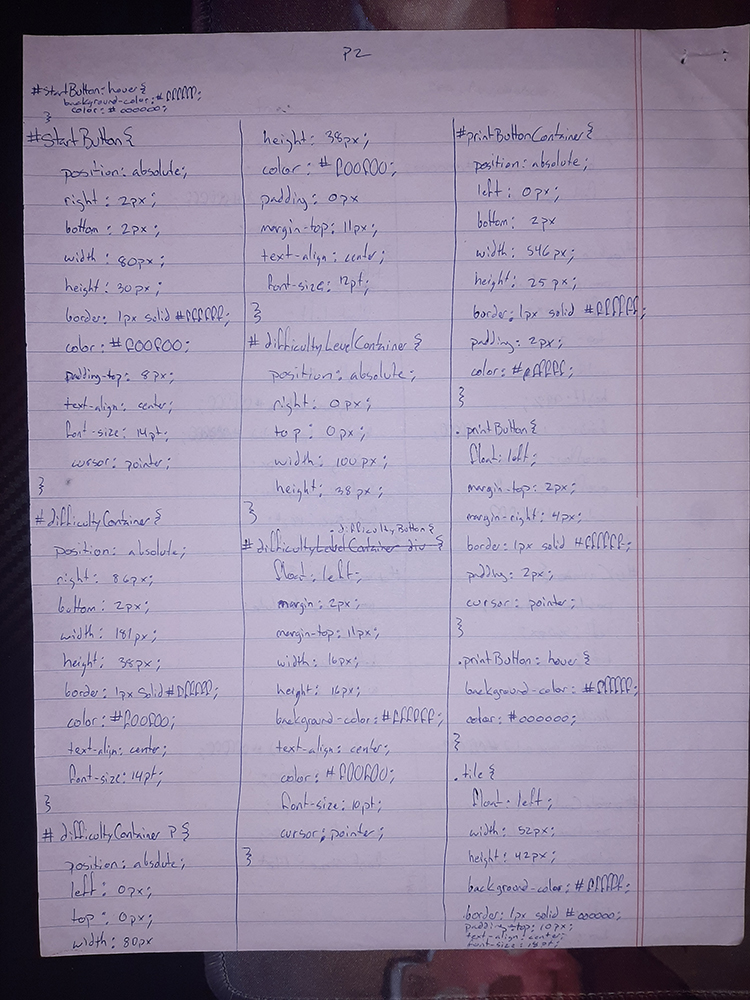 P2
#startButton:hover{
background-color:#ffffff;
color:#000000;
}
#StartButton{
position: absolute;
right: 2px;
bottom: 2px;
width: 80px;
height: 30px;
border: 1px solid #ffffff;
color: #f00f00;
padding-top: 8px;
text-align: center;
font-size: 14pt;
cursor: pointer;
}
#difficultyContainer{
position: absolute;
right: 86px;
bottom: 2px;
width: 181px;
height: 38px;
border: 1px Solid #ffffff;
color: #f00f00;
text-align: center;
font-size: 14pt;
}
# difficultyContainer P {
position: absolute;
left: 0px;
top: 0px;
width: 80px
height: 38px;
color: #f00f00;
padding: 0px
margin-top: 11px;
text-align: center;
font-size: 12pt;
}
# difficultyLevelContainer {
position: absolute;
right: 0px;
top: 0px;
width: 100px;
height: 38px;
}
.difficultyButton{
#difficultyLabelContainer div {
float: left;
margin: 2px;
margin-top: 11px;
width: 16px;
height: 16px;
background-color: #ffffff;
text-align: center;
color: #f00f00;
font-size: 10pt;
cursor: pointer;
}
#printButtonContainer{
position: absolute;
left: 0px;
bottom: 2px
width: 546px;
height: 25px;
border: 1px solid #ffffff;
padding: 2px;
color: #ffffff;
}
.printButton{
float: left;
margin-top: 2px;
margin-right: 4px;
border: 1px solid #ffffff;
padding: 2px;
cursor: pointer;
}
.printButton:hover{
background-color: #ffffff;
color: #000000;
}
.tile{
float: left;
width: 52px;
height: 42px;
background-color: #ffffff;
border: 1px solid #000000;
padding-top: 10px;
text-align: center;
font-size: 18pt;